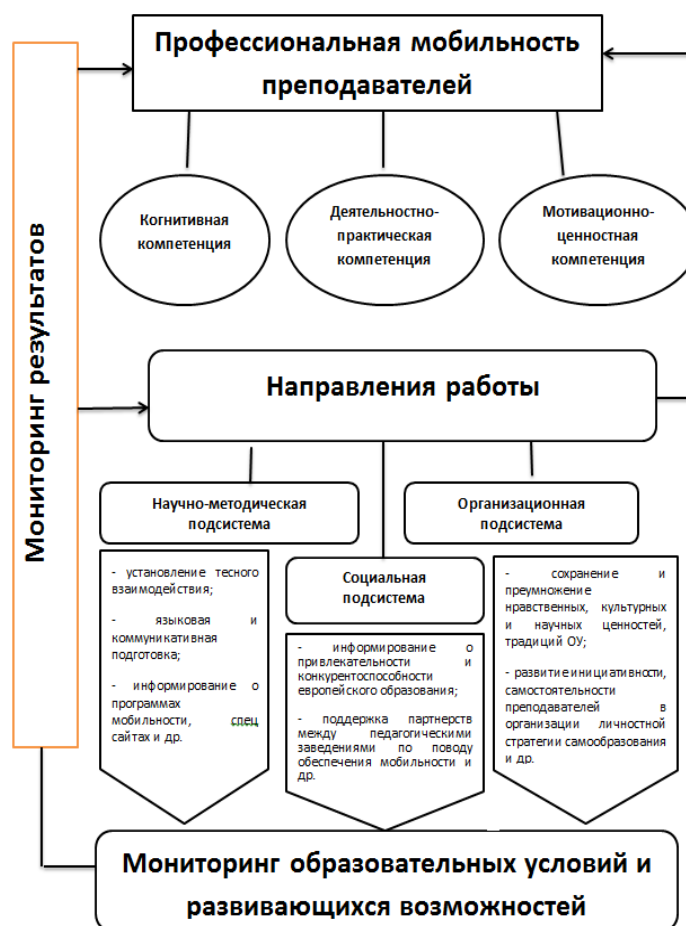 Мониторинг результатов
Профессиональная мобильность
преподавателей
Когнитивная
компетенция
Деятельностно-
практическая
компетенция
Мотивационно-
ценностная
компетенция
Направления работы
Научно-методическая
подсистема
Социальная
подсистема
Организационная
подсистема
- установление тесного
взаимодействия;
- языковая и
коммуникативная
подготовка;
- информирование о
программах
мобильности, спец
сайтах и др.
- информирование о
привлекательности и
конкурентоспособности
европейского образования;
- поддержка партнерств
между педагогическими
заведениями по поводу
обеспечения мобильности и
др.
- сохранение и
преумножение
нравственных, культурных
и научных ценностей,
традиций ОУ;
- развитие инициативности,
самостоятельности
преподавателей в
организации личностной
стратегии самообразования
и др.
Мониторинг образовательных условий и
развивающихся возможностей